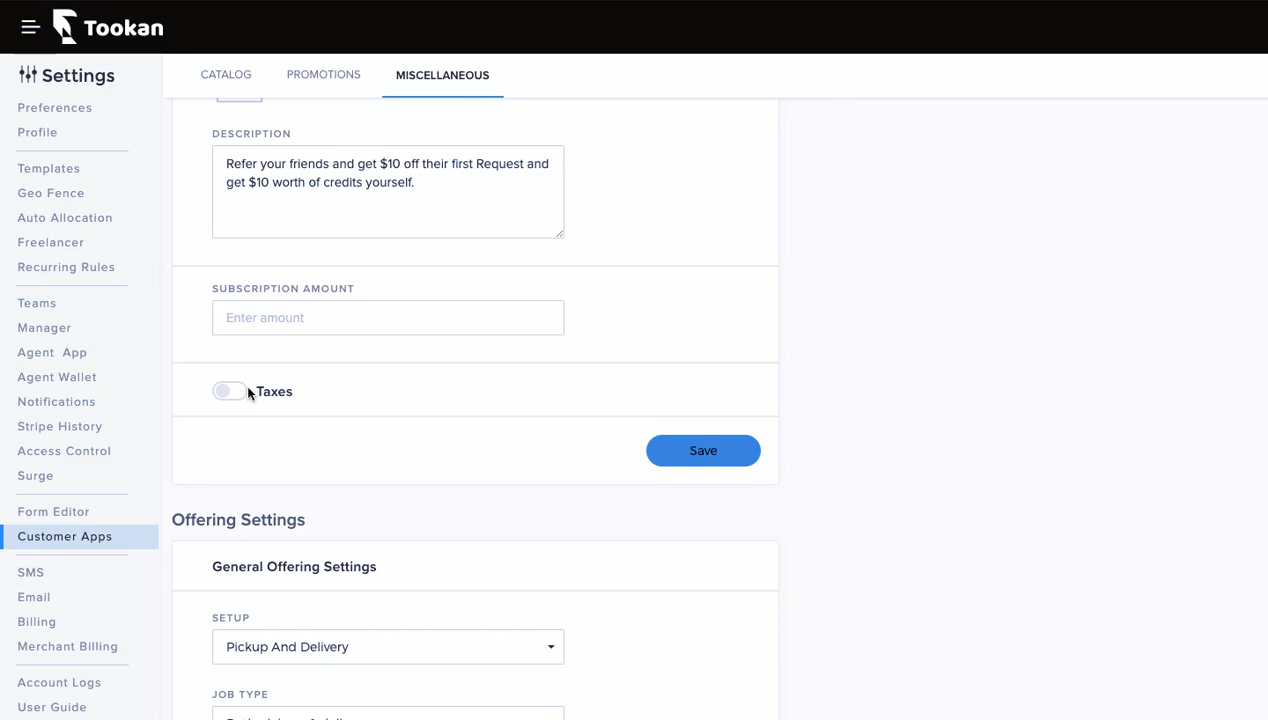 Tookan
Settings
CATALOG
PROMOTIONS
MISCELLANEOUS
Preferences
Profile
Templates
Geo Fence
Auto Allocation
Freelancer
Recurring Rules
Teams
Manager
Agent App
Agent Wallet
Notifications
Stripe History
Access Control
Surge
Form Editor
Customer Apps
SMS
Email
Billing
Merchant Billing
Account Logs
User Guide
DESCRIPTION
Refer your friends and get $10 off their first Request and
get $10 worth of credits yourself.
SUBSCRIPTION AMOUNT
Enter amount
Taxes
Save
Offering Settings
General Offering Settings
SETUP
Pickup And Delivery
JOB TYPE